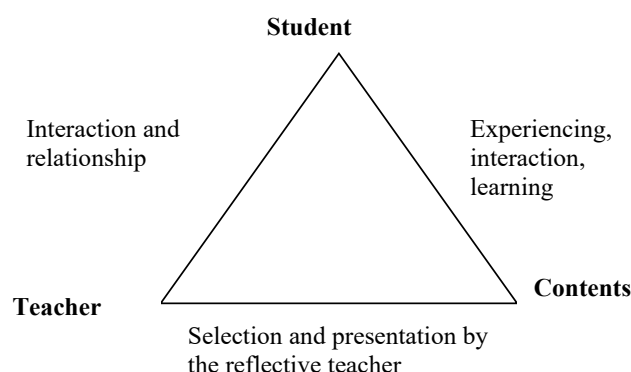 Student
Interaction and
relationship
Experiencing,
interaction,
learning
Teacher
Contents
Selection and presentation by
the reflective teacher